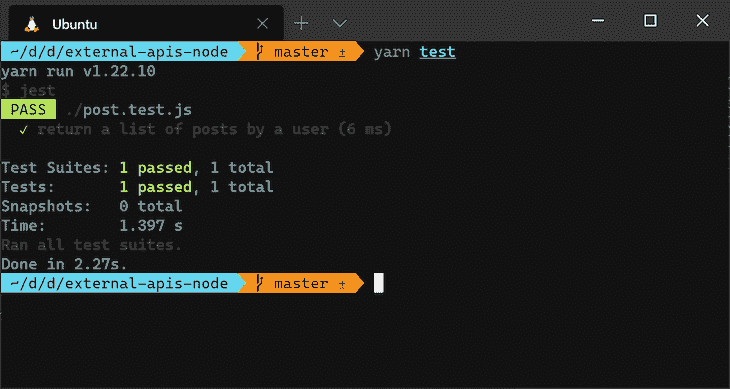 Ubuntu
~/d/d/external-apis-node master ± yarn test
yarn run v1.22.10
$ jest
PASS ./post.test.js
✓ return a list of posts by a user (6 ms)
Test Suites: 1 passed, 1 total
Tests: 1 passed, 1 total
Snapshots: 0 total
Time: 1.397 s
Ran all test suites.
Done in 2.27s.
~/d/d/external-apis-node master ±